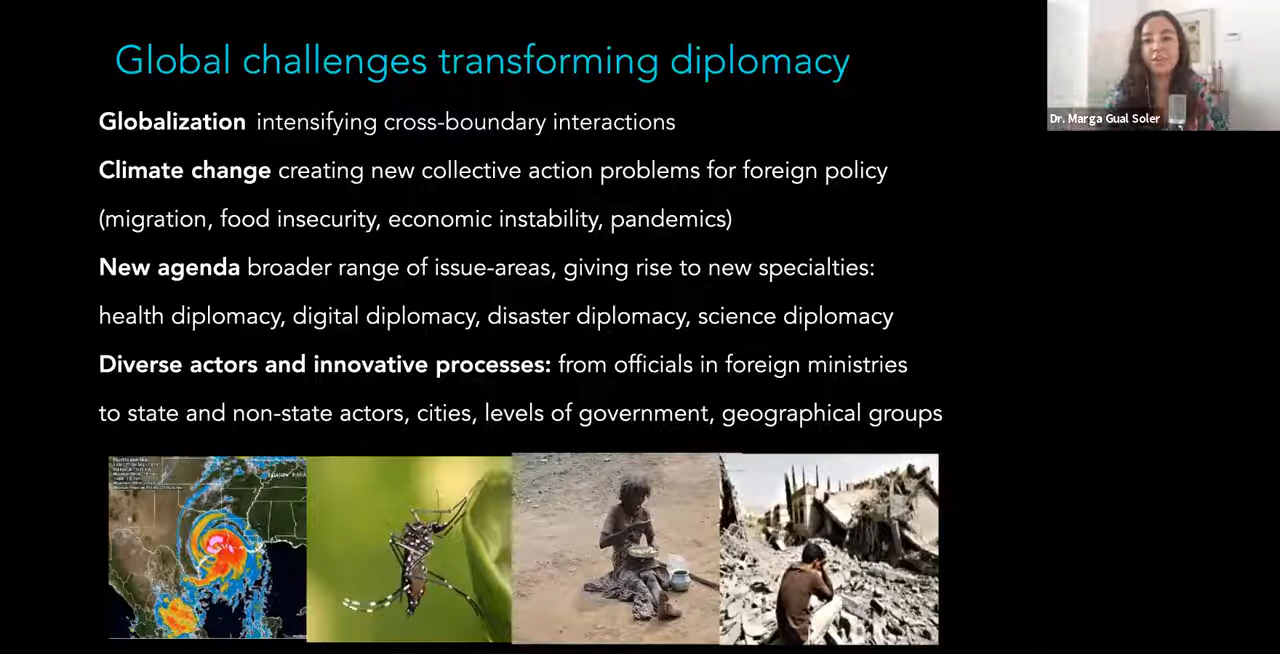 Global challenges transforming diplomacy
Dr. Marga Gual Soler
Globalization intensifying cross-boundary interactions
Climate change creating new collective action problems for foreign policy
(migration, food insecurity, economic instability, pandemics)
New agenda broader range of issue-areas, giving rise to new specialties:
health diplomacy, digital diplomacy, disaster diplomacy, science diplomacy
Diverse actors and innovative processes: from officials in foreign ministries
to state and non-state actors, cities, levels of government, geographical groups